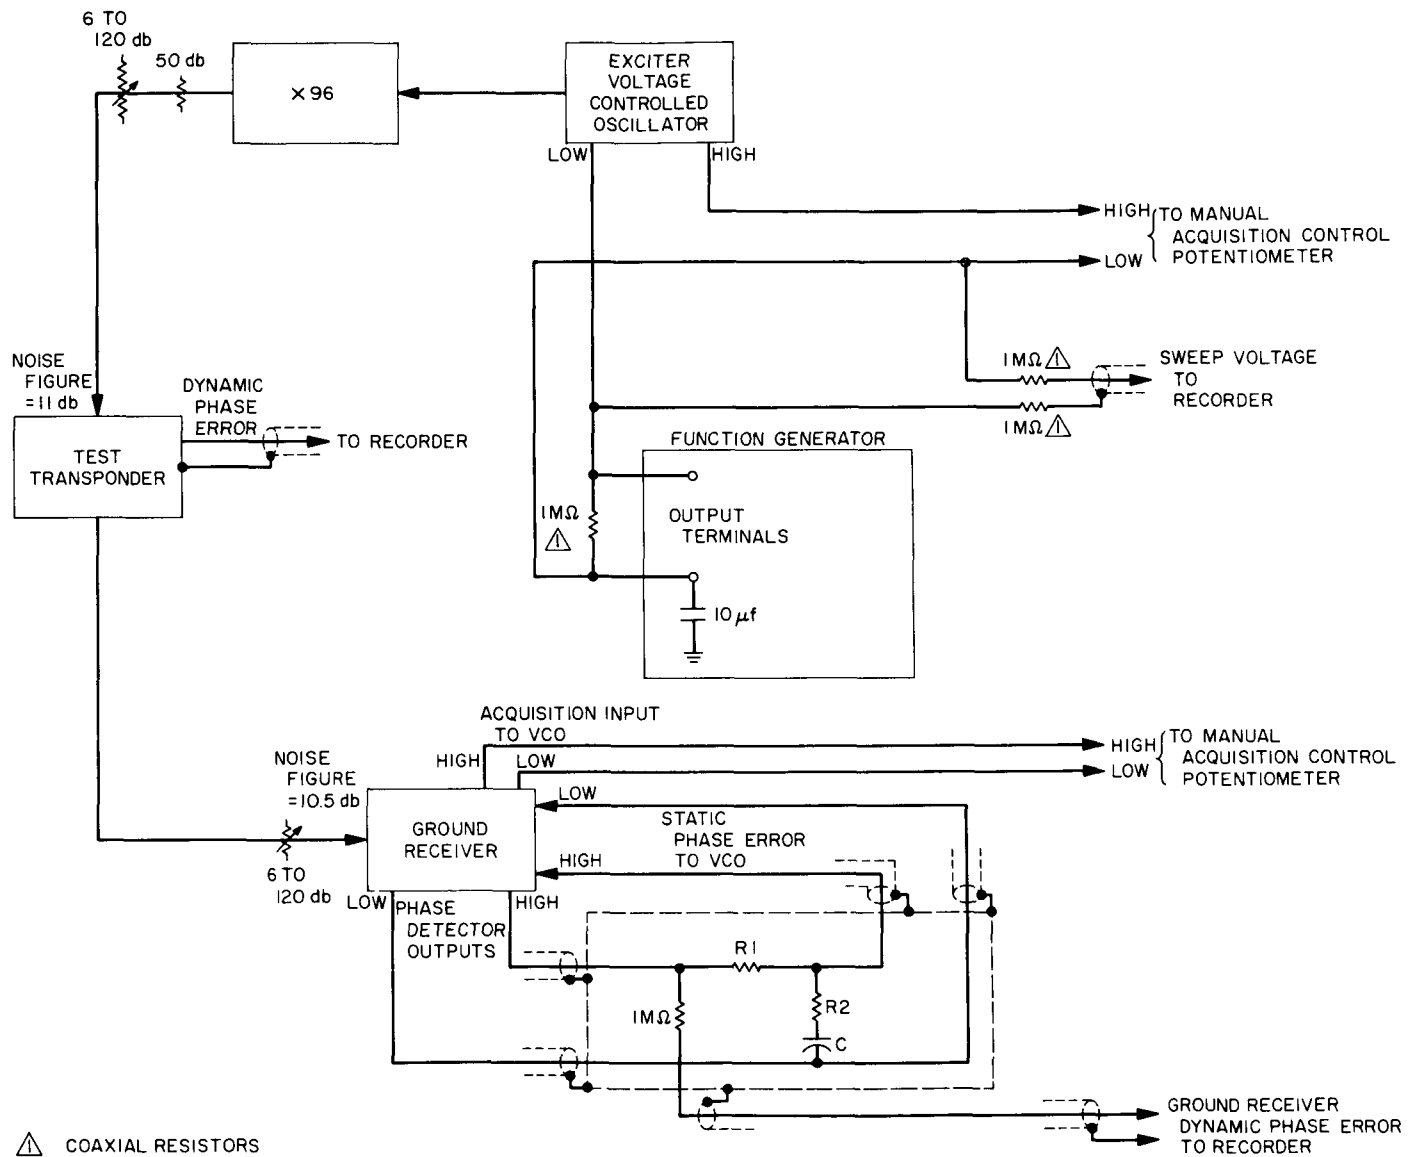 6 TO
120 db
50 db
×96
EXCITER
VOLTAGE
CONTROLLED
OSCILLATOR
LOW
HIGH
HIGH
LOW
TO MANUAL
ACQUISITION CONTROL
POTENTIOMETER
NOISE
FIGURE
=11 db
DYNAMIC
PHASE
ERROR
TO RECORDER
TEST
TRANSPONDER
1MΩ 1
1MΩ 1
SWEEP VOLTAGE
TO
RECORDER
FUNCTION GENERATOR
1MΩ
1
OUTPUT
TERMINALS
10 μf
ACQUISITION INPUT
TO VCO
HIGH
LOW
HIGH
LOW
TO MANUAL
ACQUISITION CONTROL
POTENTIOMETER
NOISE
FIGURE
=10.5 db
6 TO
120 db
GROUND
RECEIVER
LOW
STATIC
PHASE ERROR
TO VCO
HIGH
LOW
PHASE
DETECTOR
OUTPUTS
HIGH
R1
1MΩ
R2
C
GROUND RECEIVER
DYNAMIC PHASE ERROR
TO RECORDER
1 COAXIAL RESISTORS